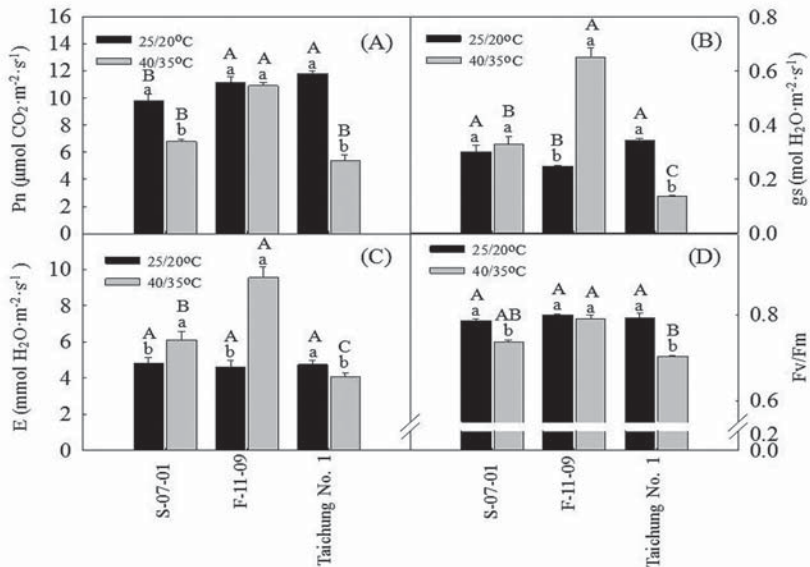 Pn (μmol CO₂·m⁻²·s⁻¹)
16
14
12
10
8
6
4
2
0
25/20ºC
40/35ºC
(A)
B
a
B
b
A
a
A
a
A
a
B
b
25/20ºC
40/35ºC
(B)
A
a
B
a
B
b
A
a
A
a
C
b
0.8
0.6
0.4
0.2
0.0
gs (mol H₂O·m⁻²·s⁻¹)
E (mmol H₂O·m⁻²·s⁻¹)
10
8
6
4
2
0
25/20ºC
40/35ºC
(C)
A
b
B
a
A
b
A
a
A
a
C
b
25/20ºC
40/35ºC
(D)
A
a
AB
b
A
a
A
a
A
a
B
b
0.8
0.6
0.2
0.0
Fv/Fm
S-07-01
F-11-09
Taichung No. 1
S-07-01
F-11-09
Taichung No. 1